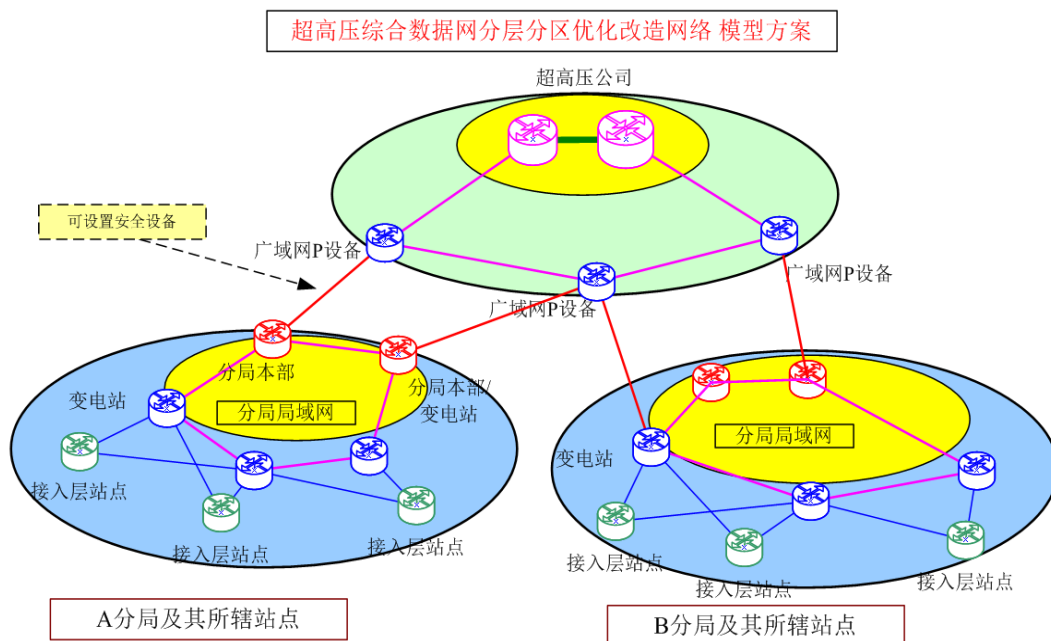 超高压综合数据网分层分区优化改造网络 模型方案
超高压公司
可设置安全设备
广域网P设备
广域网P设备
广域网P设备
分局本部
分局本部/
变电站
变电站
分局局域网
接入层站点
接入层站点
接入层站点
分局局域网
变电站
接入层站点
接入层站点
接入层站点
A分局及其所辖站点
B分局及其所辖站点